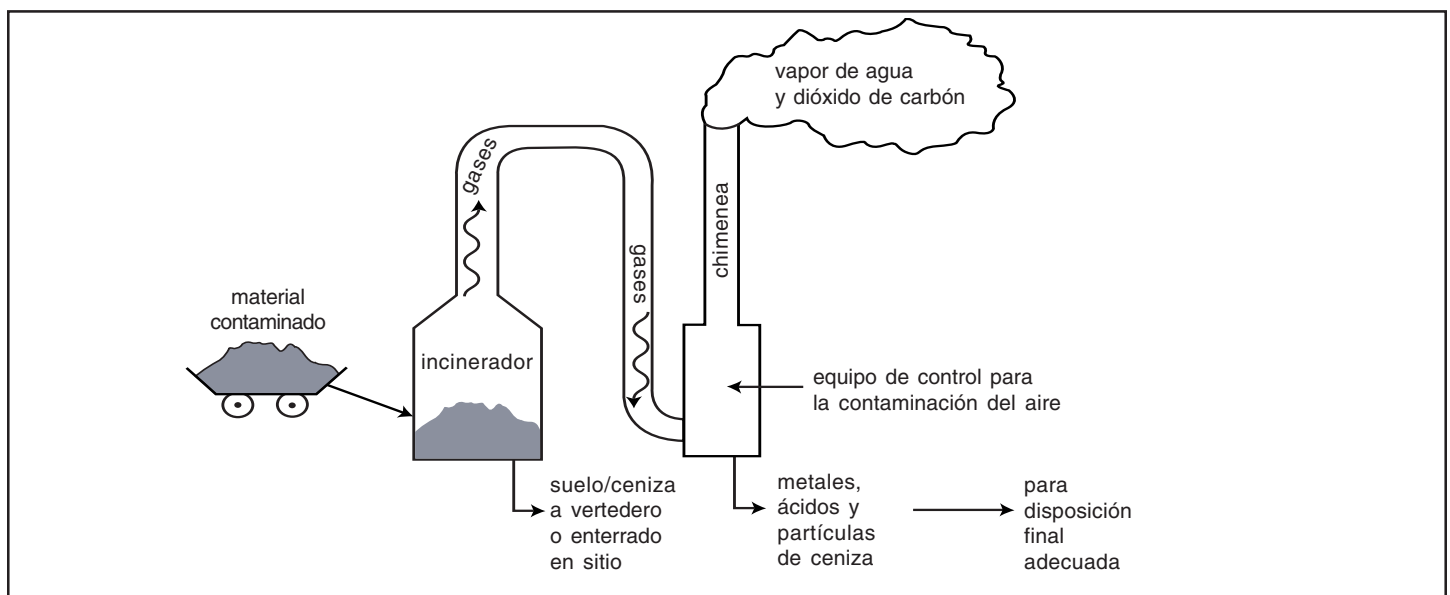 vapor de agua
y dióxido de carbón
gases
gases
chimenea
material
contaminado
incinerador
equipo de control para
la contaminación del aire
suelo/ceniza
a vertedero
o enterrado
en sitio
metales,
ácidos y
partículas
de ceniza
para
disposición
final
adecuada